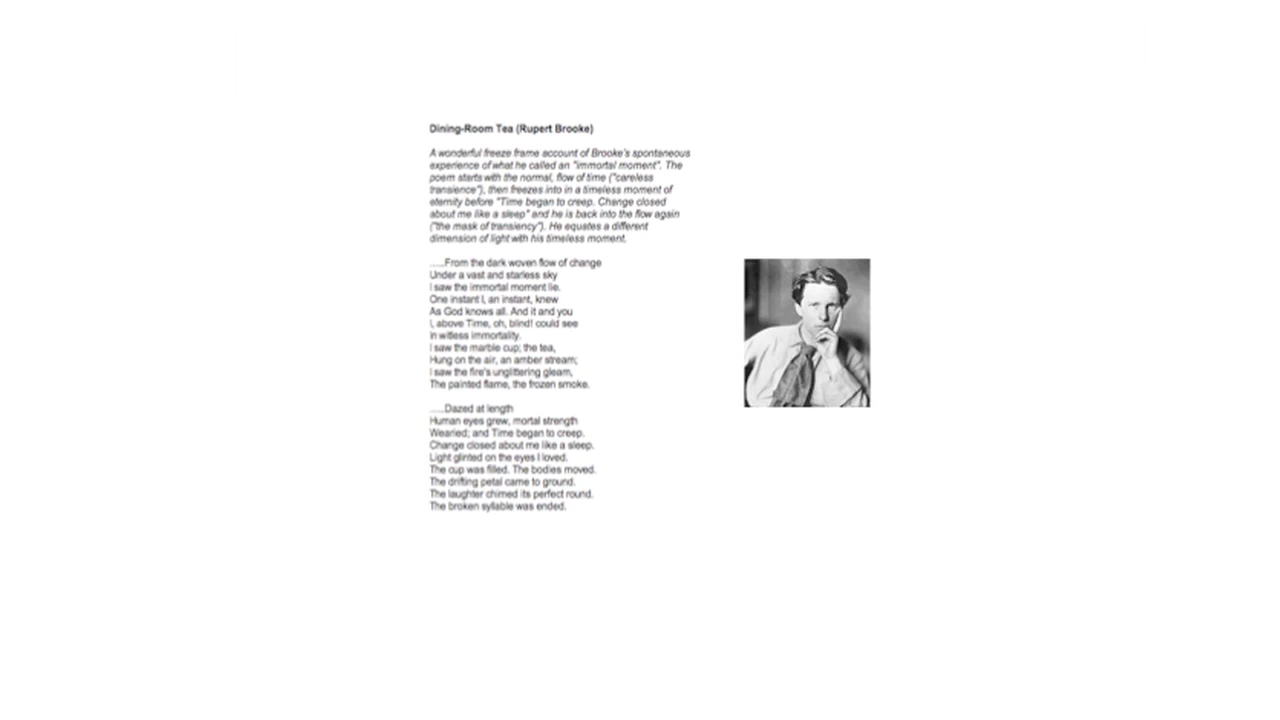 Dining-Room Tea (Rupert Brooke)
A wonderful freeze frame account of Brooke's spontaneous
experience of what he called an "immortal moment". The
poem starts with the normal, flow of time ("careless
transience"), then freezes into in a timeless moment of
eternity before "Time began to creep. Change closed
about me like a sleep" and he is back into the flow again
("the mask of transiency"). He equates a different
dimension of light with his timeless moment.
.....From the dark woven flow of change
Under a vast and starless sky
I saw the immortal moment lie.
One instant I, an instant, knew
As God knows all. And it and you
I, above Time, oh, blind! could see
In witless immortality.
I saw the marble cup; the tea,
Hung on the air, an amber stream;
I saw the fire's unglittering gleam,
The painted flame, the frozen smoke.
.....Dazed at length
Human eyes grew, mortal strength
Wearied; and Time began to creep.
Change closed about me like a sleep.
Light glinted on the eyes I loved.
The cup was filled. The bodies moved.
The drifting petal came to ground.
The laughter chimed its perfect round.
The broken syllable was ended.